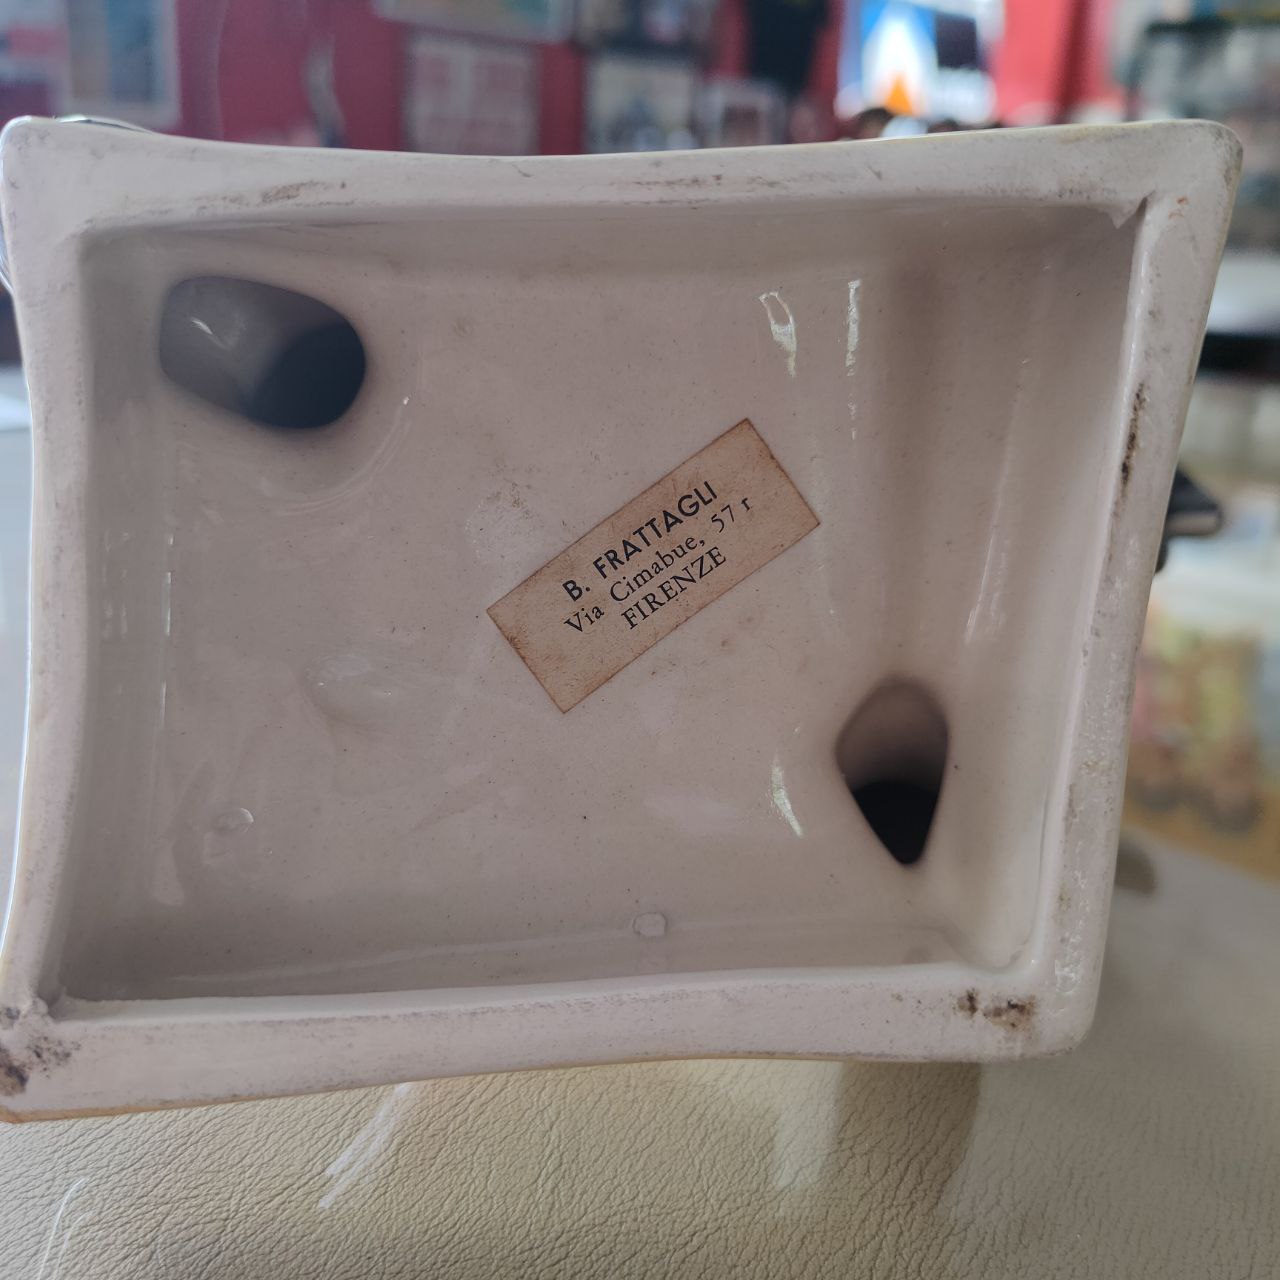 B. FRATTAGLI
Via Cimabue, 57 r
FIRENZE